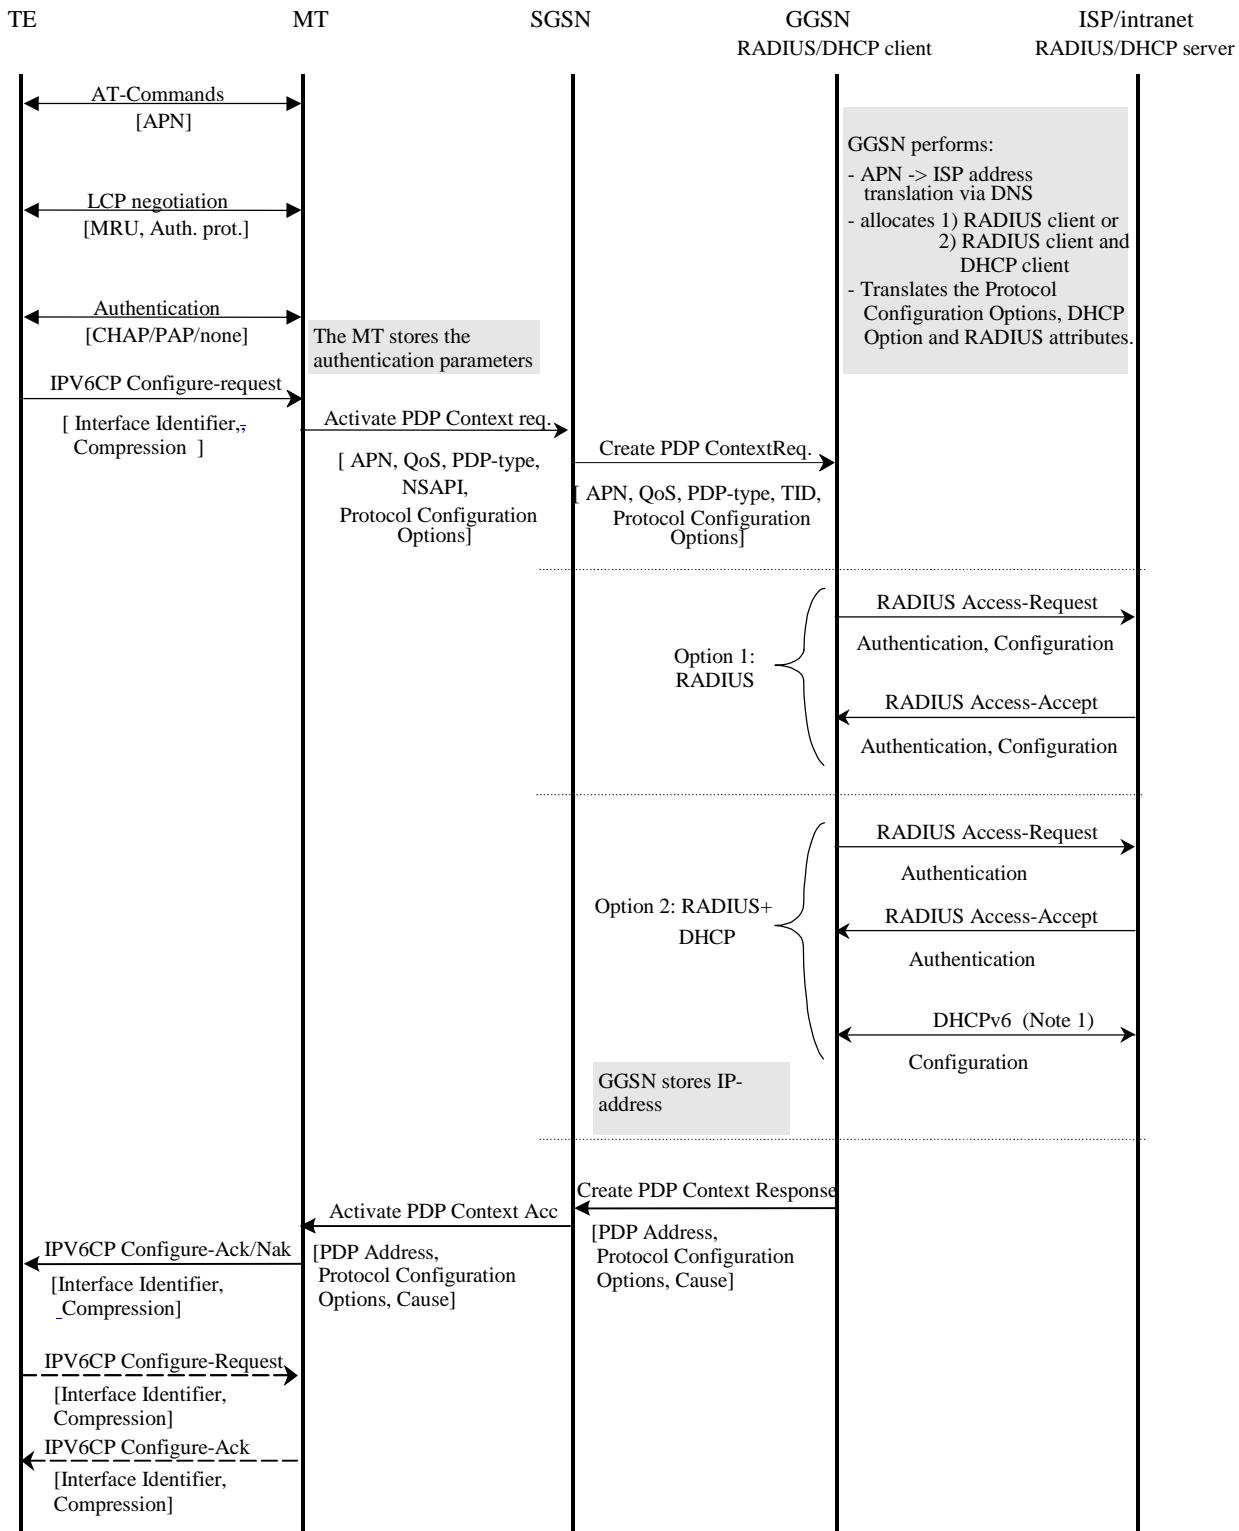 TE
MT
SGSN
GGSN
ISP/intranet
RADIUS/DHCP client
RADIUS/DHCP server
AT-Commands
[APN]
GGSN performs:
- APN -> ISP address
translation via DNS
- allocates 1) RADIUS client or
2) RADIUS client and
DHCP client
- Translates the Protocol
Configuration Options, DHCP
Option and RADIUS attributes.
LCP negotiation
[MRU, Auth. prot.]
Authentication
[CHAP/PAP/none]
The MT stores the
authentication parameters
IPV6CP Configure-request
[ Interface Identifier,,
Compression ]
Activate PDP Context req.
[ APN, QoS, PDP-type,
NSAPI,
Protocol Configuration
Options]
Create PDP ContextReq.
[ APN, QoS, PDP-type, TID,
Protocol Configuration
Options]
RADIUS Access-Request
Authentication, Configuration
Option 1:
RADIUS
RADIUS Access-Accept
Authentication, Configuration
RADIUS Access-Request
Authentication
Option 2: RADIUS+
DHCP
RADIUS Access-Accept
Authentication
DHCPv6 (Note 1)
Configuration
GGSN stores IP-
address
Create PDP Context Response
[PDP Address,
Protocol Configuration
Options, Cause]
Activate PDP Context Acc
[PDP Address,
Protocol Configuration
Options, Cause]
IPV6CP Configure-Ack/Nak
[Interface Identifier,
Compression]
IPV6CP Configure-Request
[Interface Identifier,
Compression]
IPV6CP Configure-Ack
[Interface Identifier,
Compression]